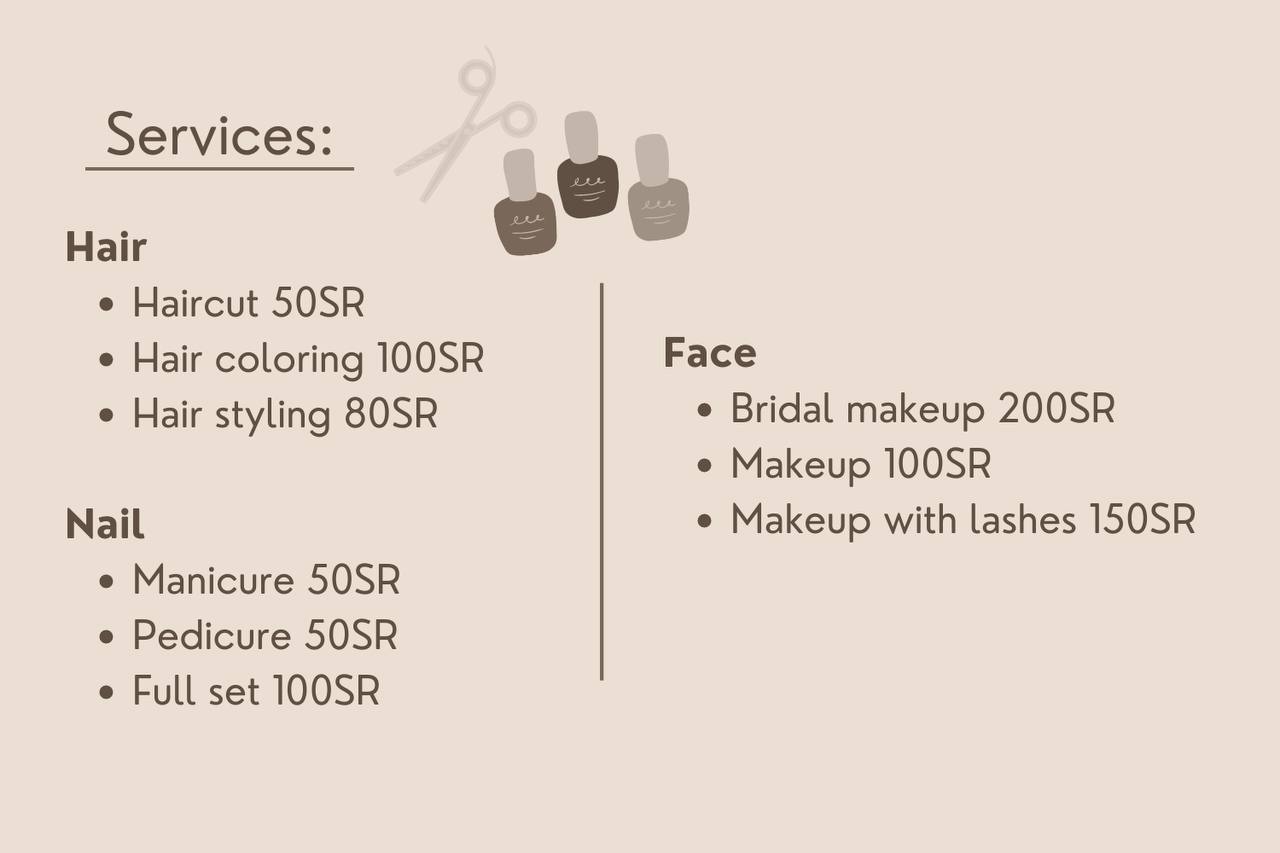 Services:
Hair
• Haircut 50SR
• Hair coloring 100SR
• Hair styling 80SR
Nail
• Manicure 50SR
• Pedicure 50SR
• Full set 100SR
Face
• Bridal makeup 200SR
• Makeup 100SR
• Makeup with lashes 150SR